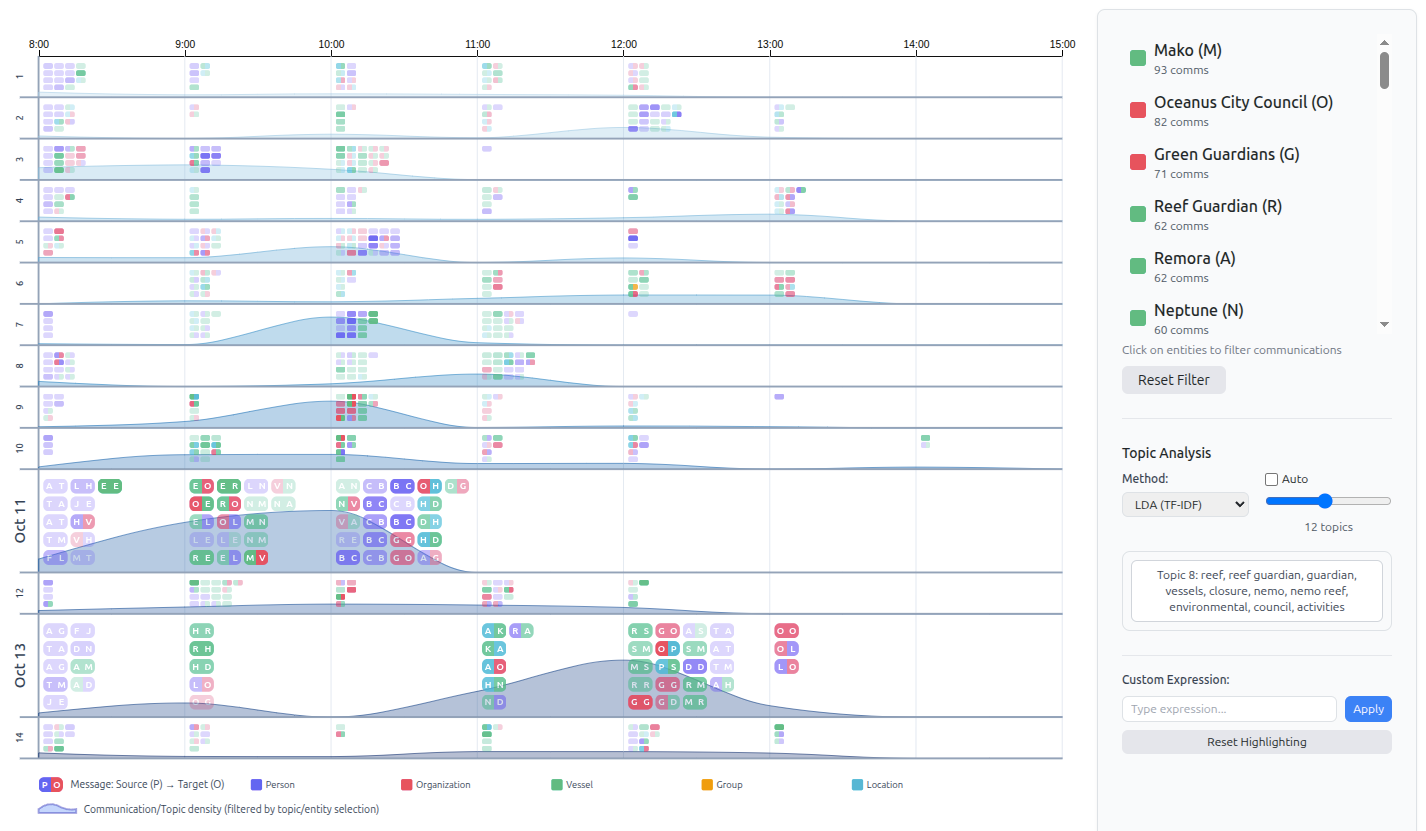 8:00 9:00 10:00 11:00 12:00 13:00 14:00 15:00
1
2
3
4
5
6
7
8
9
10
Oct 11
A T L H E E
T A J E
A T H V
T M V H
F L M T
E O E R L N V N
O E R O N M N A
E L O L M N
L E L E N M
R E E L M V
A N C B B C O H D G
N V B C C B H D
V A C B B C D H
R E B C G G H D
B C C B G O A G
12
Oct 13
A G F J
T A D N
A G A M
T M A D
J E
H R
R H
H D
L O
O G
A K R A
K A
A O
H N
N D
R S G O A S T A
S M O P S M A T
M S P S D D T M
R R G G R M A H
G G G D M R
O O
O L
L O
14
P O Message: Source (P) → Target (O) Person Organization Vessel Group Location
Communication/Topic density (filtered by topic/entity selection)
Mako (M)
93 comms
Oceanus City Council (O)
82 comms
Green Guardians (G)
71 comms
Reef Guardian (R)
62 comms
Remora (A)
62 comms
Neptune (N)
60 comms
Click on entities to filter communications
Reset Filter
Topic Analysis
Method: Auto
LDA (TF-IDF)
12 topics
Topic 8: reef, reef guardian, guardian,
vessels, closure, nemo, nemo reef,
environmental, council, activities
Custom Expression:
Type expression... Apply
Reset Highlighting